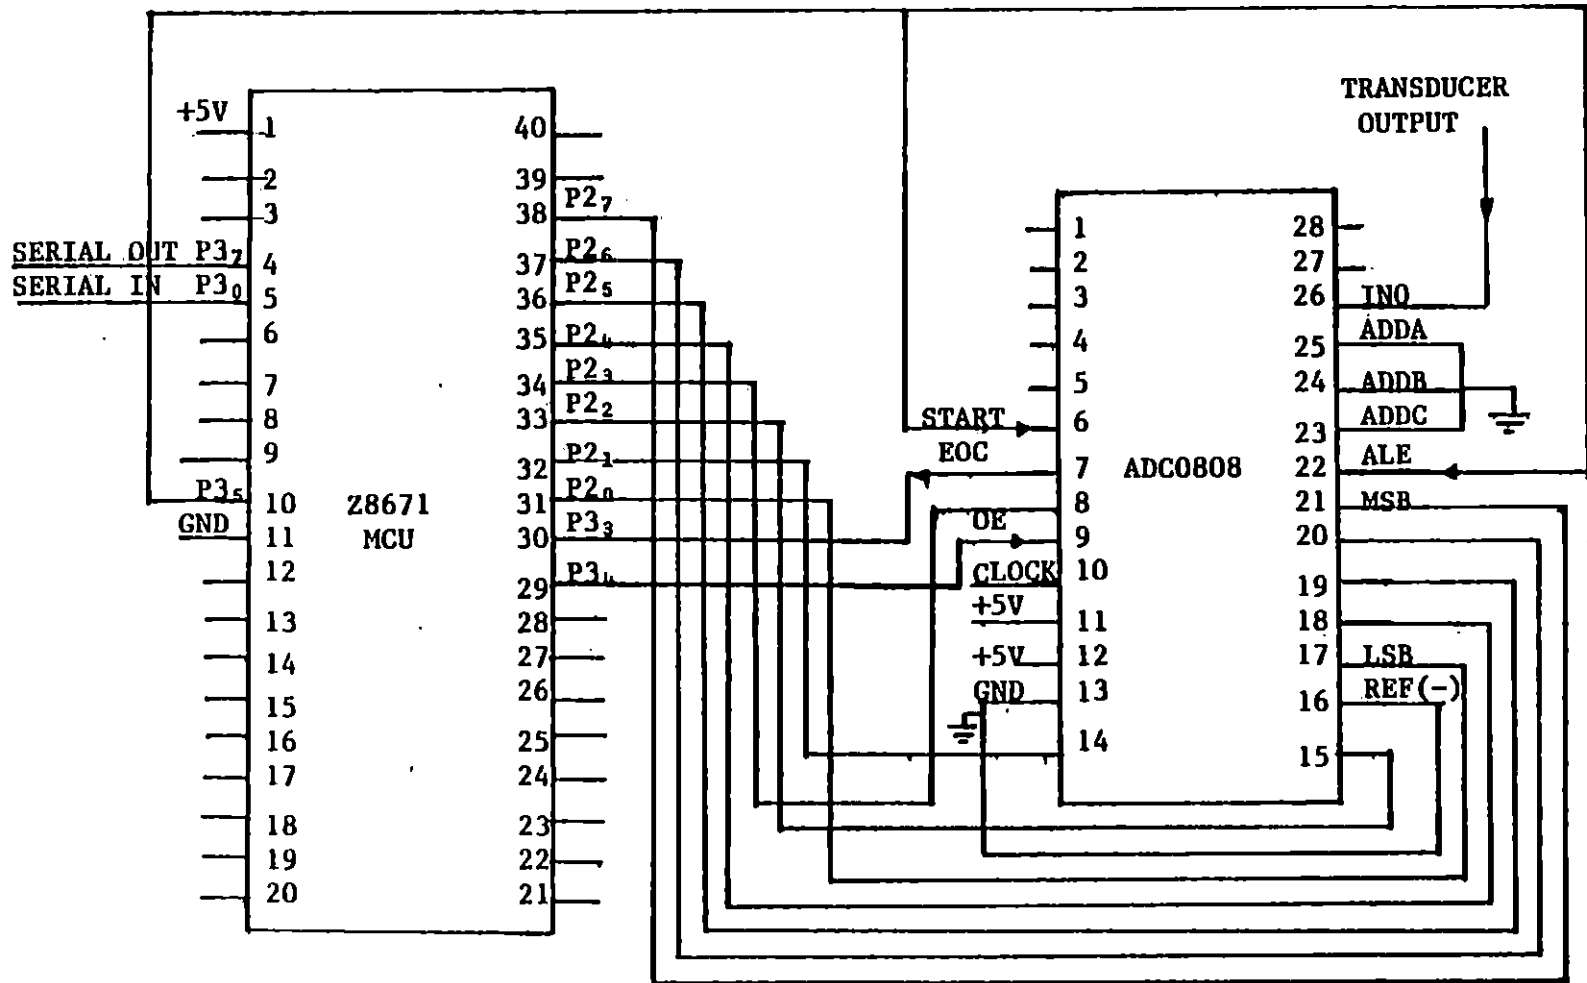 TRANSDUCER
OUTPUT
+5V
1
2
3
SERIAL OUT P3₇
4
SERIAL IN P3₀
5
6
7
8
9
P3₅
10
GND
11
12
13
14
15
16
17
18
19
20
Z8671
MCU
40
39
P2₇
38
P2₆
37
P2₅
36
P2₄
35
P2₃
34
P2₂
33
P2₁
32
P2₀
31
P3₃
30
P3₄
29
28
27
26
25
24
23
22
21
1
2
3
4
5
START
6
EOC
7
8
OE
9
CLOCK
10
+5V
11
+5V
12
GND
13
14
ADC0808
28
27
26
IN0
25
ADDA
24
ADDB
23
ADDC
22
ALE
21
MSB
20
19
18
17
LSB
16
REF(-)
15